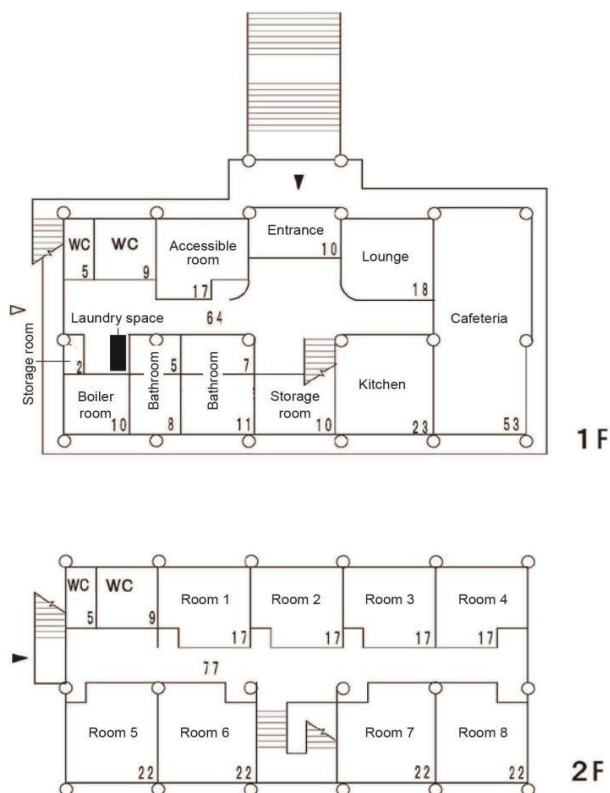 WC
WC
Accessible
room
Entrance
Lounge
5
9
17
10
18
Laundry space
64
Cafeteria
Storage room
2
5
7
Boiler
room
Bathroom
Bathroom
Storage
room
Kitchen
10
8
11
10
23
53
1F
WC
WC
Room 1
Room 2
Room 3
Room 4
5
9
17
17
17
17
77
Room 5
Room 6
Room 7
Room 8
22
22
22
22
2F